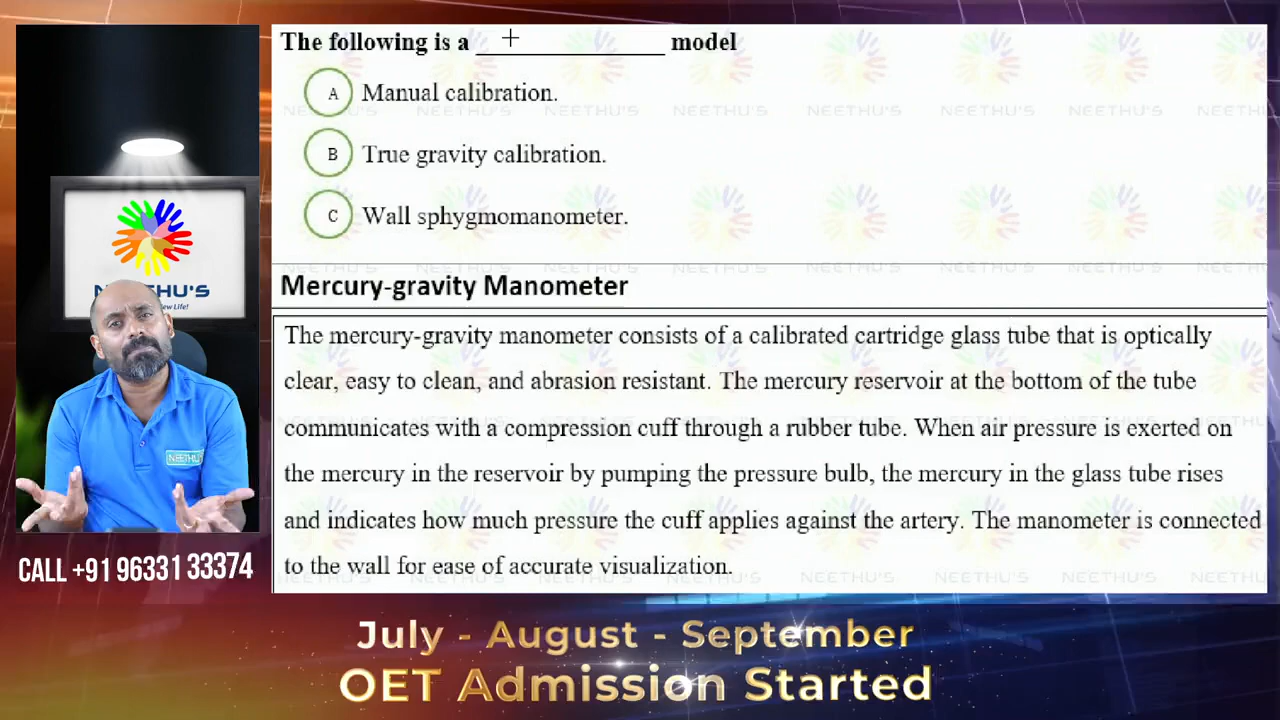 The following is a ____________ model
A Manual calibration.
B True gravity calibration.
C Wall sphygmomanometer.
Mercury-gravity Manometer
The mercury-gravity manometer consists of a calibrated cartridge glass tube that is optically
clear, easy to clean, and abrasion resistant. The mercury reservoir at the bottom of the tube
communicates with a compression cuff through a rubber tube. When air pressure is exerted on
the mercury in the reservoir by pumping the pressure bulb, the mercury in the glass tube rises
and indicates how much pressure the cuff applies against the artery. The manometer is connected
to the wall for ease of accurate visualization.
NEETHU'S
CALL +91 96331 33374
July - August - September
OET Admission Started